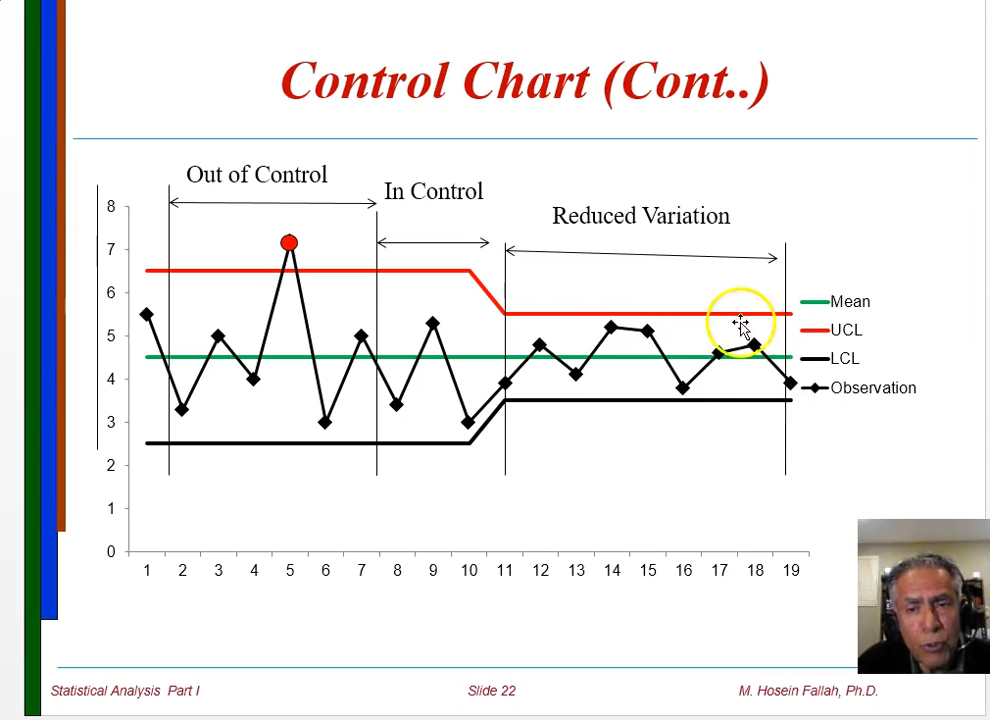 Control Chart (Cont..)
Out of Control
In Control
Reduced Variation
8
7
6
5
4
3
2
1
0
1 2 3 4 5 6 7 8 9 10 11 12 13 14 15 16 17 18 19
Mean
UCL
LCL
Observation
Statistical Analysis Part I
Slide 22
M. Hosein Fallah, Ph.D.